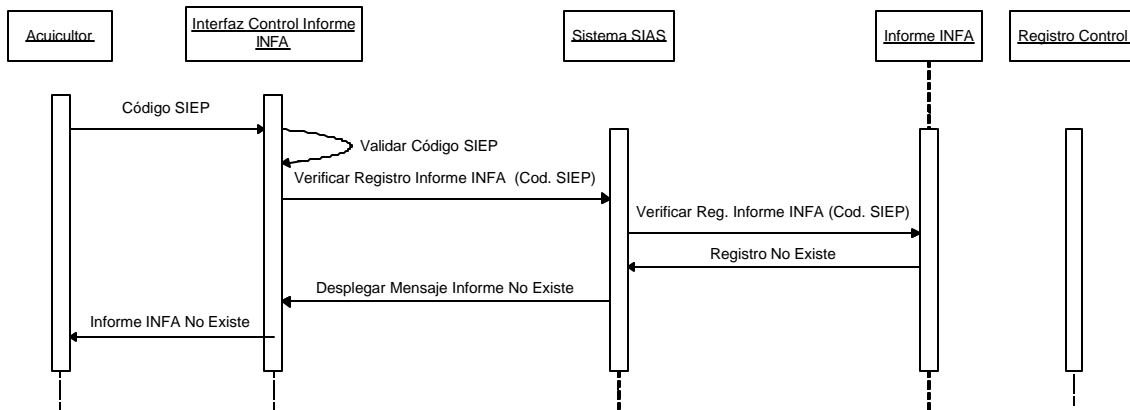 Acuicultor
Interfaz Control Informe
INFA
Sistema SIAS
Informe INFA
Registro Control
Código SIEP
Validar Código SIEP
Verificar Registro Informe INFA (Cod. SIEP)
Verificar Reg. Informe INFA (Cod. SIEP)
Registro No Existe
Desplegar Mensaje Informe No Existe
Informe INFA No Existe